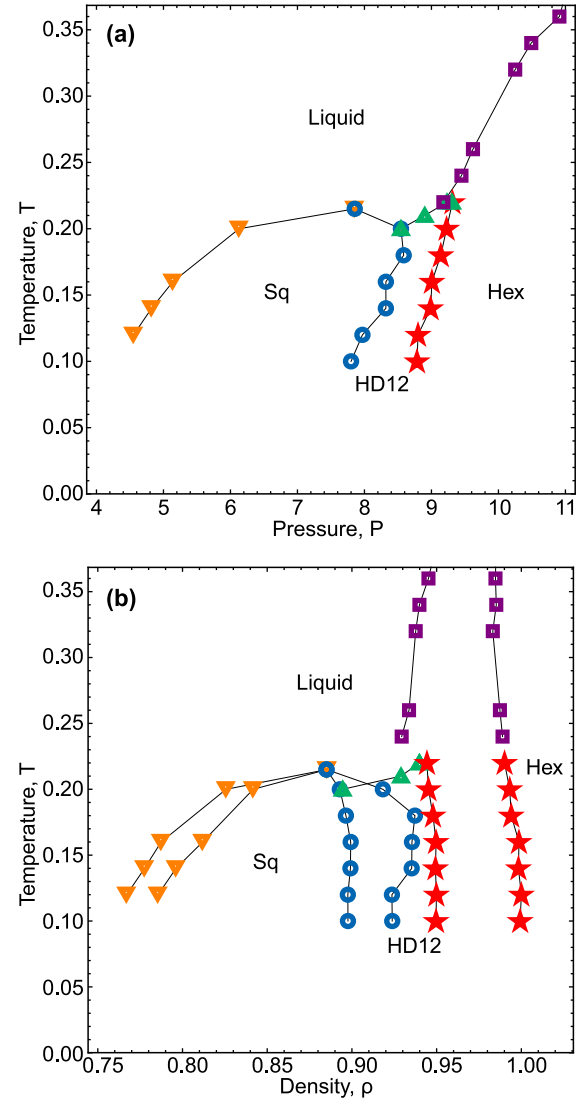 (a)
0.35
0.30
Liquid
0.25
0.20
Temperature, T
0.15
Sq
Hex
0.10
HD12
0.05
0.00
4 5 6 7 8 9 10 11
Pressure, P
(b)
0.35
0.30
Liquid
0.25
Hex
0.20
Temperature, T
0.15
Sq
0.10
HD12
0.05
0.00
0.75 0.80 0.85 0.90 0.95 1.00
Density, ρ